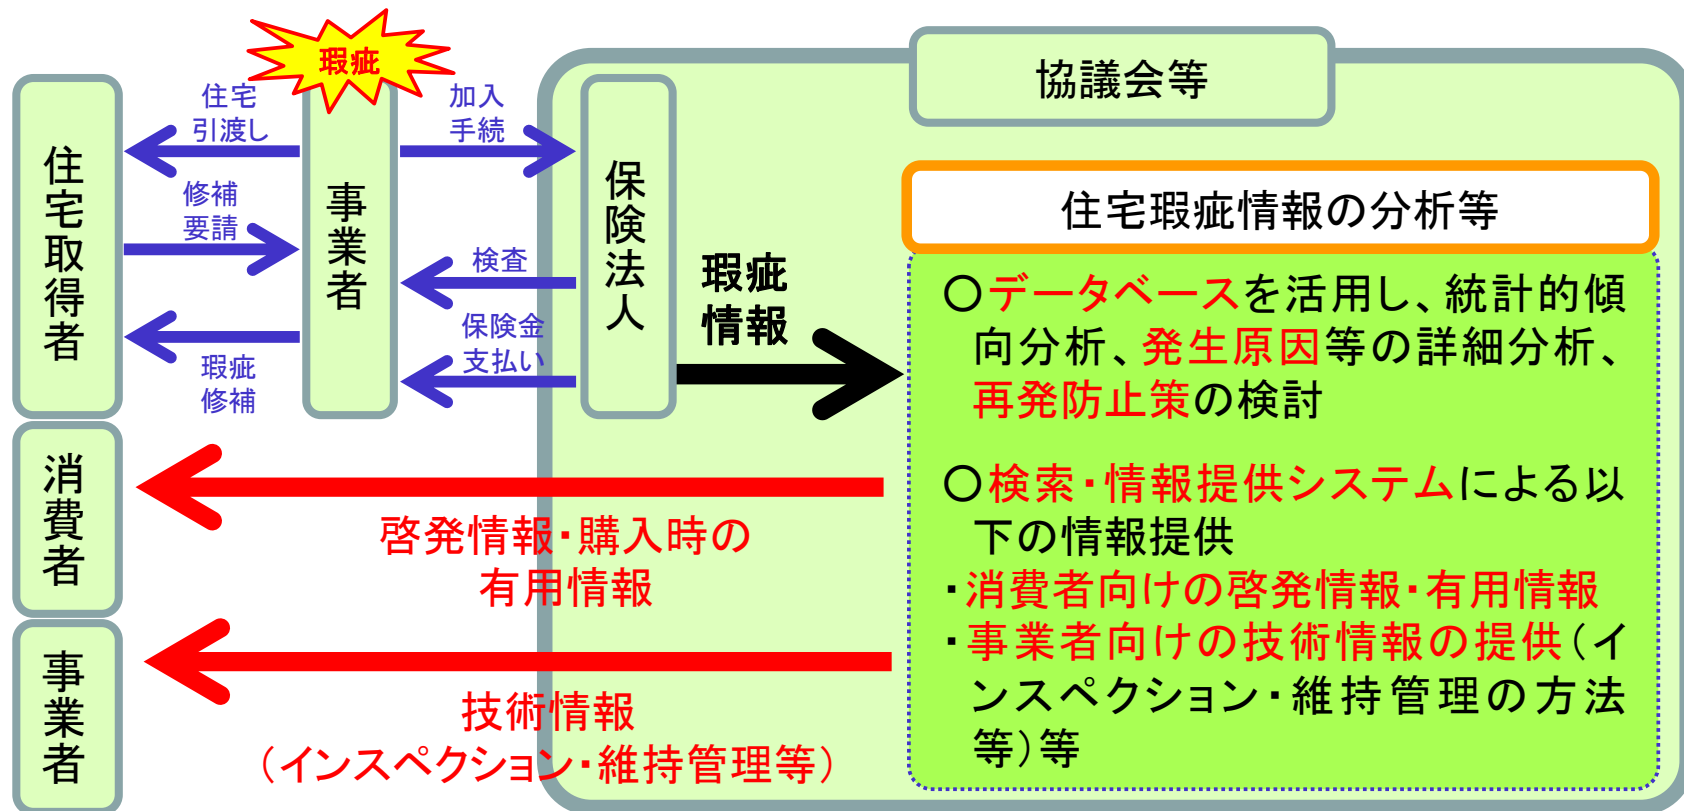 瑕疵
協議会等
住宅
引渡し
加入
手続
住宅取得者
事業者
保険法人
修補
要請
検査
瑕疵
修補
保険金
支払い
瑕疵
情報
住宅瑕疵情報の分析等
○データベースを活用し、統計的傾
向分析、発生原因等の詳細分析、
再発防止策の検討
○検索・情報提供システムによる以
下の情報提供
・消費者向けの啓発情報・有用情報
・事業者向けの技術情報の提供（イ
ンスペクション・維持管理の方法
等）等
消費者
啓発情報・購入時の
有用情報
事業者
技術情報
（インスペクション・維持管理等）